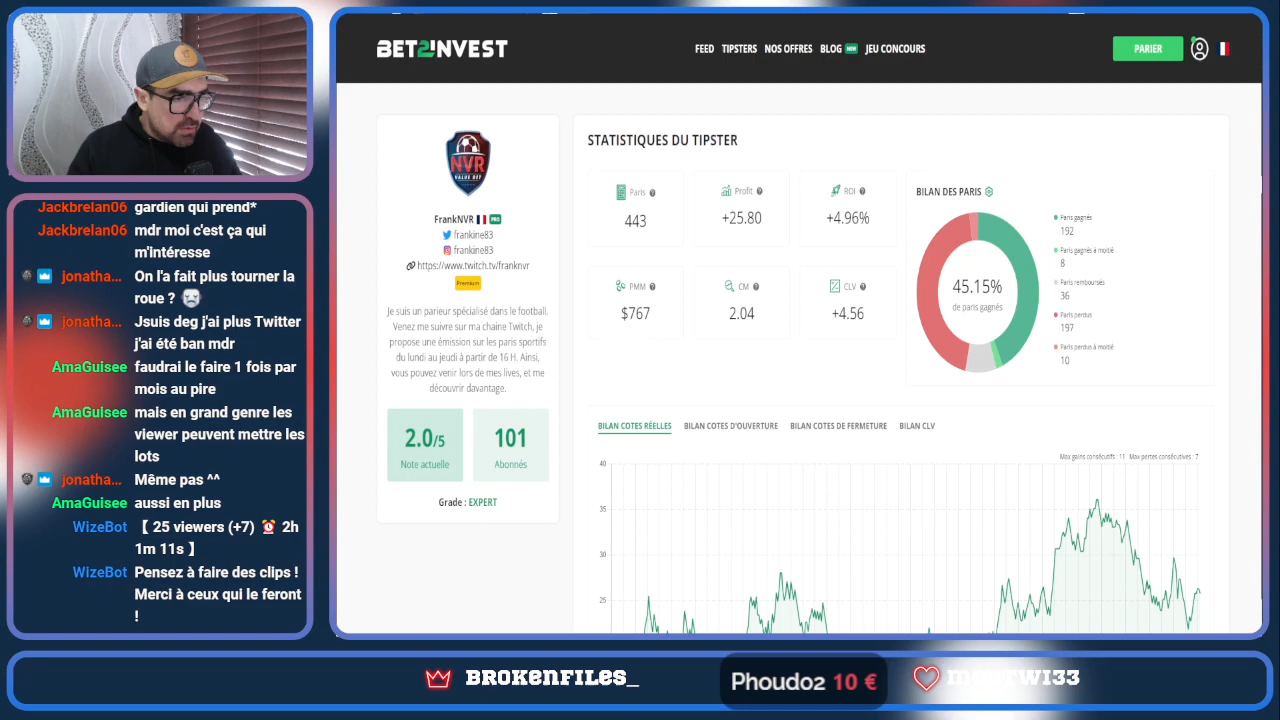 Jackbrelan06 gardien qui prend*
Jackbrelan06 mdr moi c'est ça qui
m'intéresse
jonatha... On l'a fait plus tourner la
roue ?
jonatha... Jsuis deg j'ai plus Twitter
j'ai été ban mdr
AmaGuisee faudrai le faire 1 fois par
mois au pire
AmaGuisee mais en grand genre les
viewer peuvent mettre les
lots
jonatha... Même pas ^^
AmaGuisee aussi en plus
WizeBot 【 25 viewers (+7) ⏰ 2h
1m 11s 】
WizeBot Pensez à faire des clips !
Merci à ceux qui le feront
!
BET2INVEST
FEED TIPSTERS NOS OFFRES BLOG NEW JEU CONCOURS
PARIER
NVR
VALUE BET
FrankNVR PRO
frankine83
frankine83
https://www.twitch.tv/franknvr
Premium
Je suis un parieur spécialisé dans le football.
Venez me suivre sur ma chaine Twitch, je
propose une émission sur les paris sportifs
du lundi au jeudi à partir de 16 H. Ainsi,
vous pouvez venir lors de mes lives, et me
découvrir davantage.
2.0/5
Note actuelle
101
Abonnés
Grade : EXPERT
STATISTIQUES DU TIPSTER
Paris
443
Profit
+25.80
ROI
+4.96%
PMM
$767
CM
2.04
CLV
+4.56
BILAN DES PARIS
45.15%
de paris gagnés
Paris gagnés
192
Paris gagnés à moitié
8
Paris remboursés
36
Paris perdus
197
Paris perdus à moitié
10
BILAN COTES RÉELLES BILAN COTES D'OUVERTURE BILAN COTES DE FERMETURE BILAN CLV
Max gains consécutifs : 11 Max pertes consécutives : 7
40
35
30
25
BROKENFILES_
Phoudo2 10 €